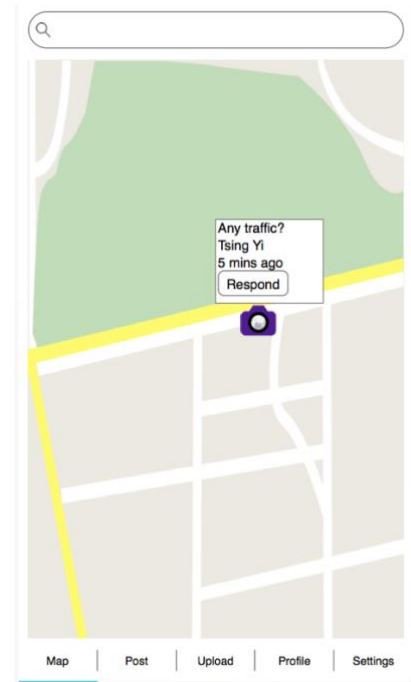 Any traffic?
Tsing Yi
5 mins ago
Respond
Map Post Upload Profile Settings